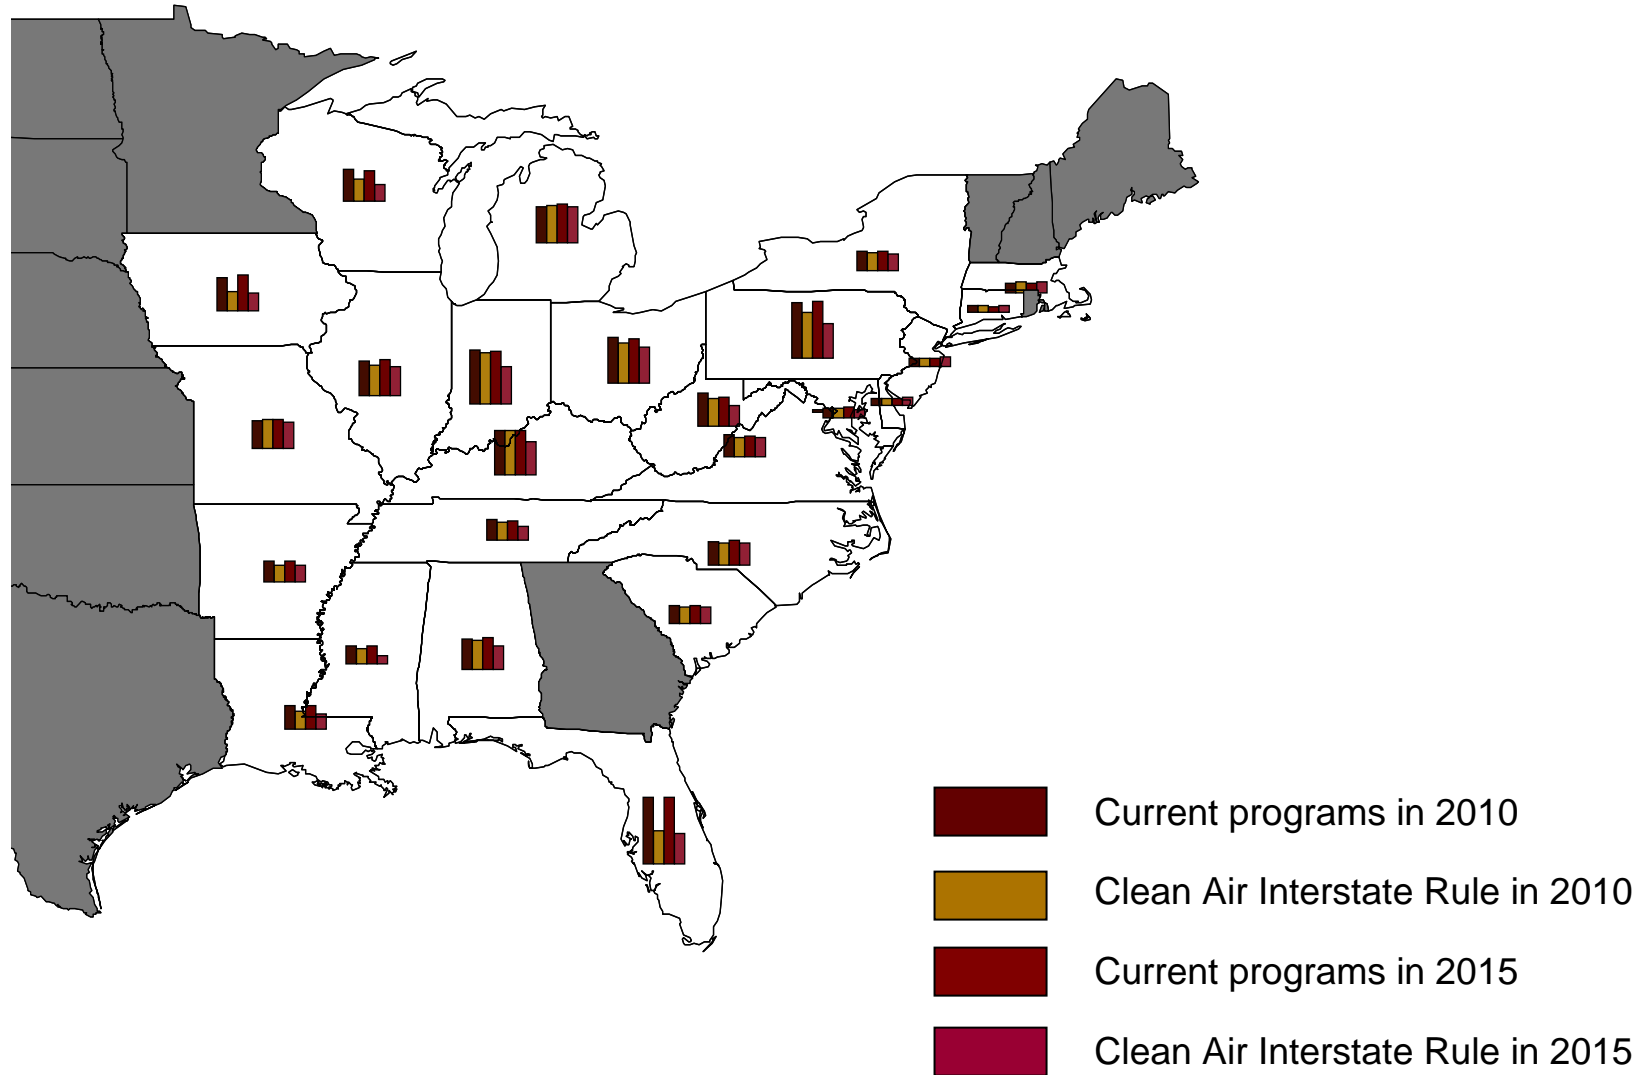 Current programs in 2010
Clean Air Interstate Rule in 2010
Current programs in 2015
Clean Air Interstate Rule in 2015